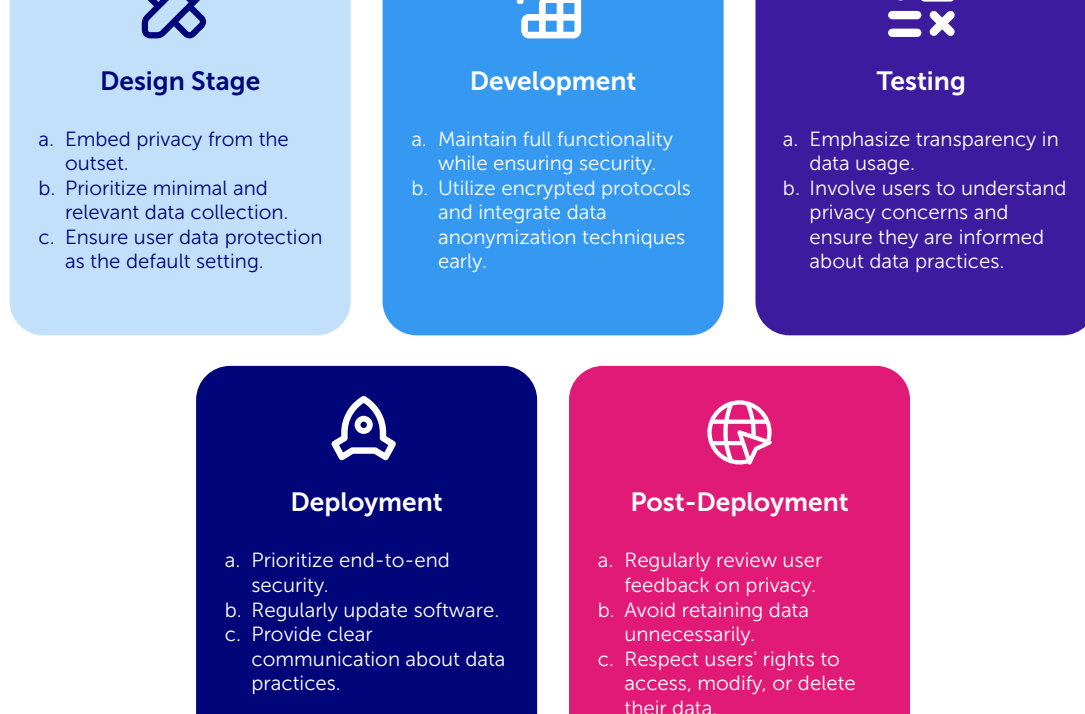 Design Stage
a. Embed privacy from the
outset.
b. Prioritize minimal and
relevant data collection.
c. Ensure user data protection
as the default setting.
Development
a. Maintain full functionality
while ensuring security.
b. Utilize encrypted protocols
and integrate data
anonymization techniques
early.
Testing
a. Emphasize transparency in
data usage.
b. Involve users to understand
privacy concerns and
ensure they are informed
about data practices.
Deployment
a. Prioritize end-to-end
security.
b. Regularly update software.
c. Provide clear
communication about data
practices.
Post-Deployment
a. Regularly review user
feedback on privacy.
b. Avoid retaining data
unnecessarily.
c. Respect users' rights to
access, modify, or delete
their data.